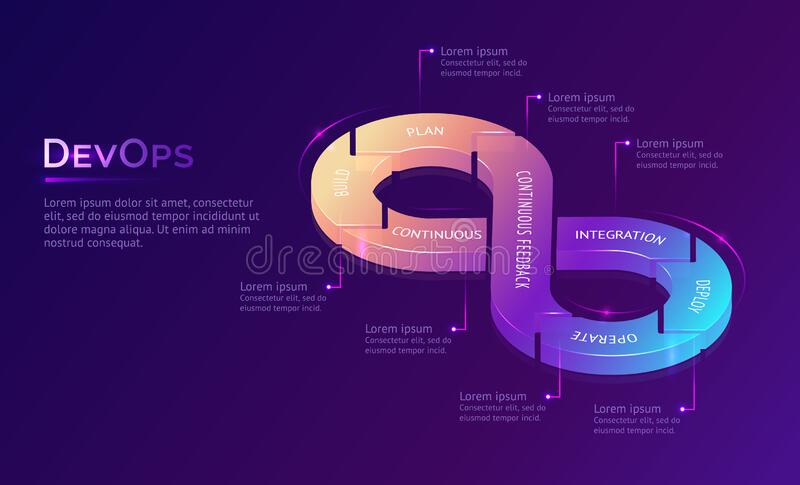 DEVOPS
Lorem ipsum dolor sit amet, consectetur
adipiscing elit, sed do eiusmod tempor
incididunt ut labore et dolore magna
aliqua. Ut enim ad minim
Lorem ipsum
Consectetur elit, sed do
eiusmod tempor incid.
Lorem ipsum
Consectetur elit, sed do
eiusmod tempor incid.
Lorem ipsum
Consectetur elit, sed do
eiusmod tempor incid.
PLAN
BUILD
CONTINUOUS
CONTINUOUS FEEDBACK
INTEGRATION
DEPLOY
OPERATE
Lorem ipsum
Consectetur elit, sed do
eiusmod tempor incid.
Lorem ipsum
Consectetur elit, sed do
eiusmod tempor incid.
Lorem ipsum
Consectetur elit, sed do
eiusmod tempor incid.
Lorem ipsum
Consectetur elit, sed do
eiusmod tempor incid.
dreamstime